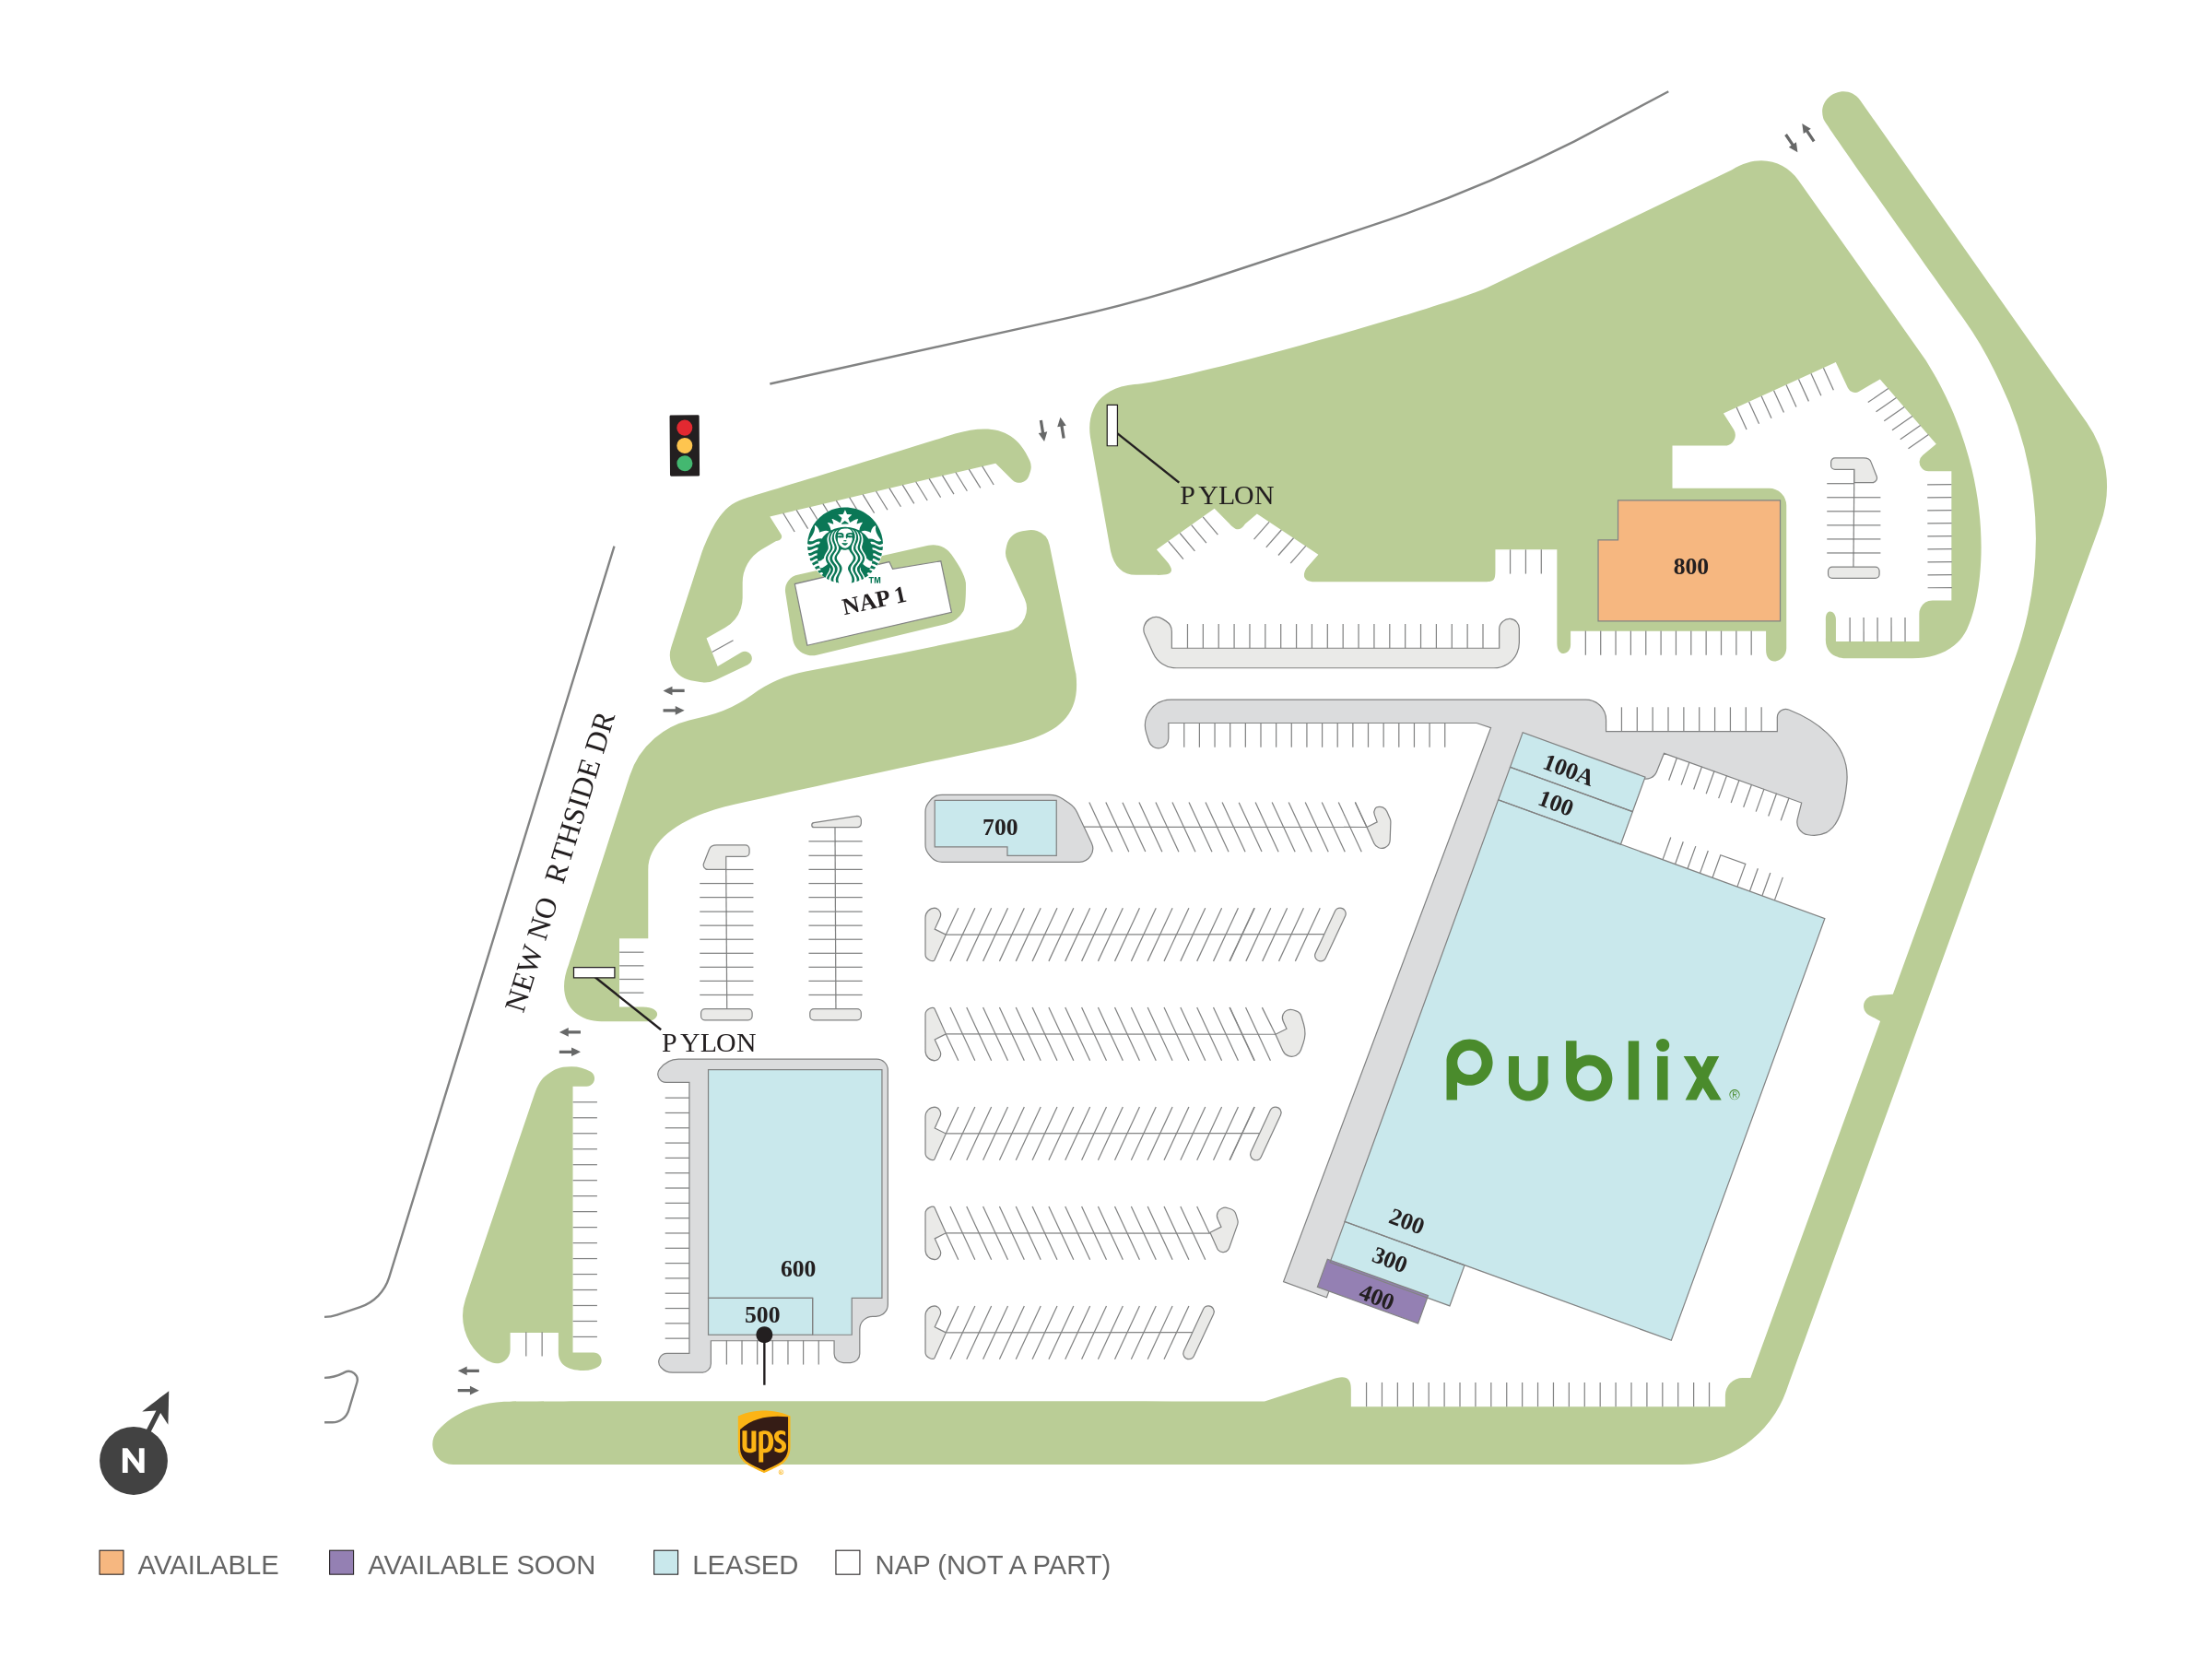 PYLON
800
TM
NAP 1
NEW NORTHSIDE DR
100A
100
700
PYLON
Publix®
200
300
400
600
500
ups®
N
AVAILABLE
AVAILABLE SOON
LEASED
NAP (NOT A PART)